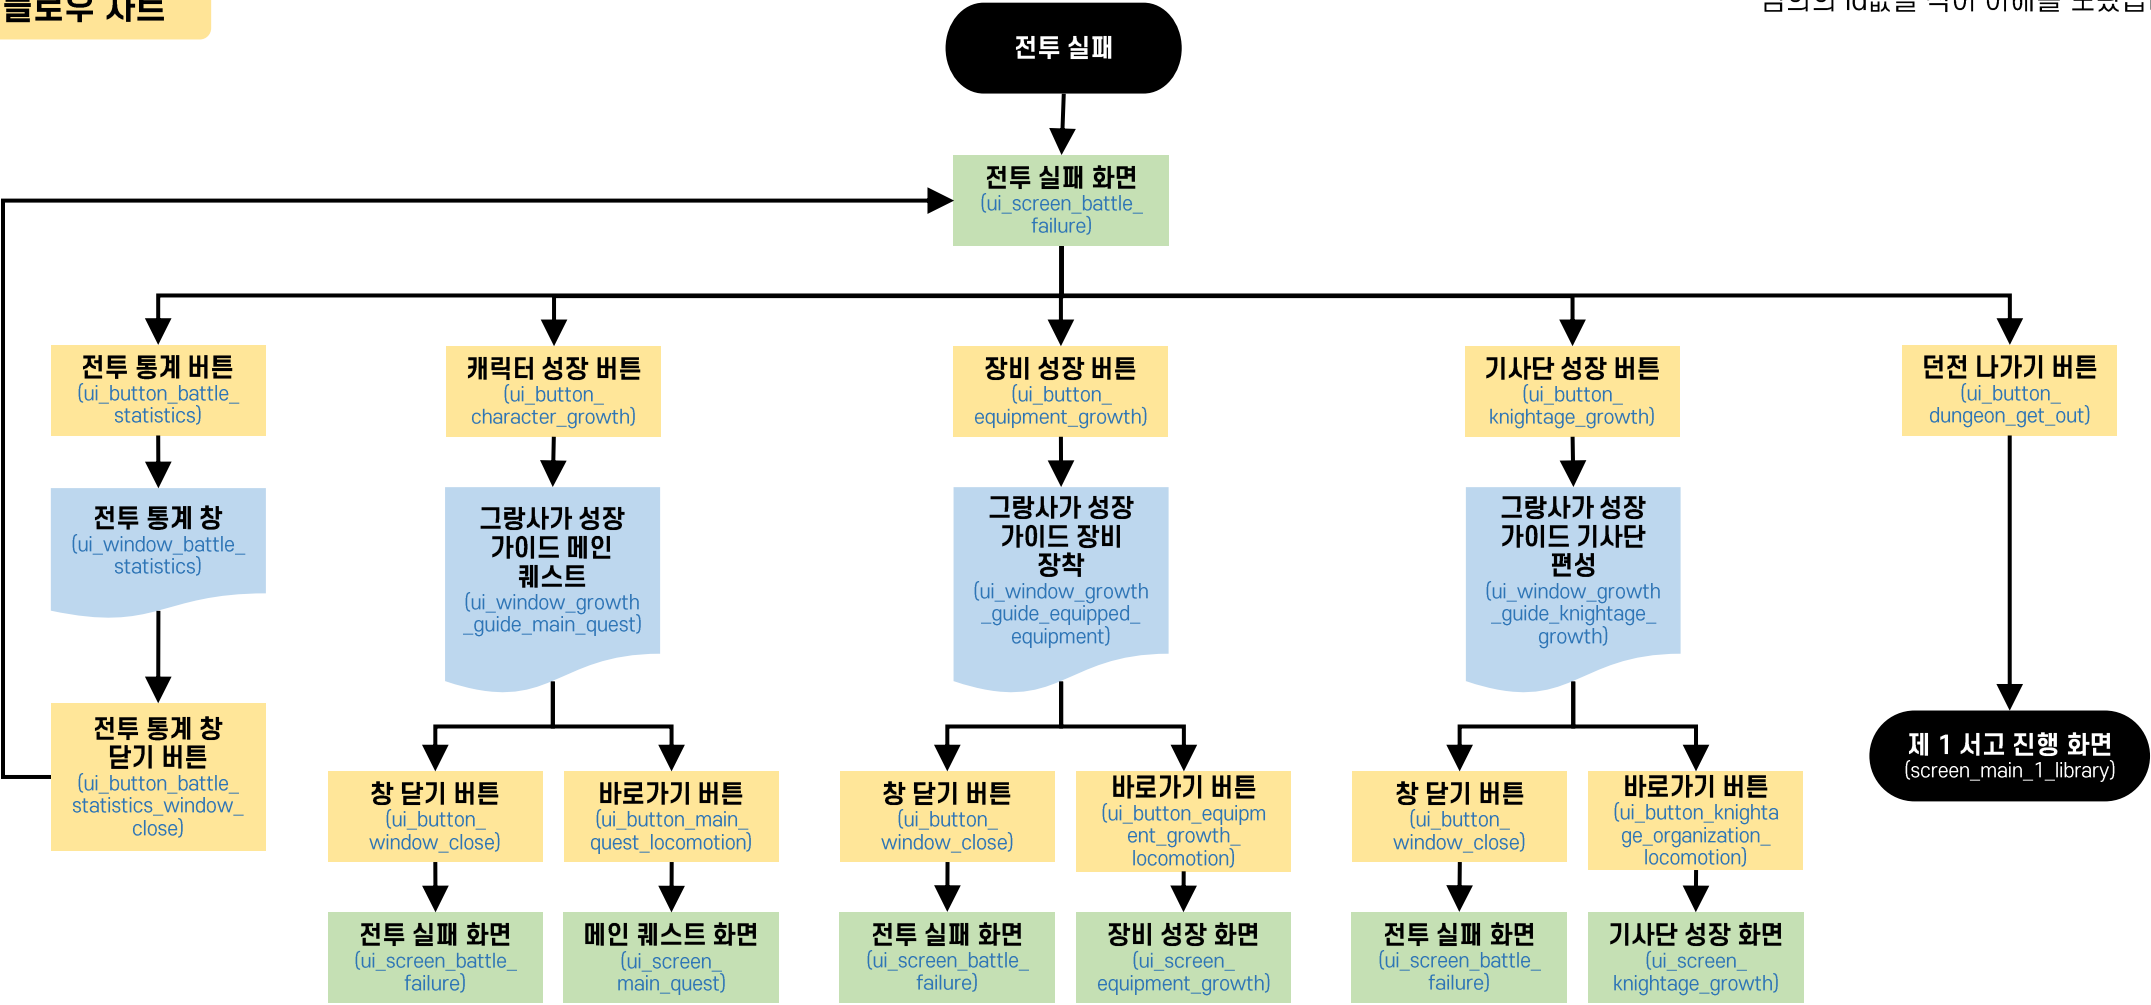 플로우 차트
전투 실패
전투 실패 화면
(ui_screen_battle_
failure)
전투 통계 버튼
(ui_button_battle_
statistics)
캐릭터 성장 버튼
(ui_button_
character_growth)
장비 성장 버튼
(ui_button_
equipment_growth)
기사단 성장 버튼
(ui_button_
knightage_growth)
던전 나가기 버튼
(ui_button_
dungeon_get_out)
전투 통계 창
(ui_window_battle_
statistics)
그랑사가 성장
가이드 메인
퀘스트
(ui_window_growth
_guide_main_quest)
그랑사가 성장
가이드 장비
장착
(ui_window_growth
_guide_equipped_
equipment)
그랑사가 성장
가이드 기사단
편성
(ui_window_growth
_guide_knightage_
growth)
전투 통계 창
닫기 버튼
(ui_button_battle_
statistics_window_
close)
창 닫기 버튼
(ui_button_
window_close)
바로가기 버튼
(ui_button_main_
quest_locomotion)
창 닫기 버튼
(ui_button_
window_close)
바로가기 버튼
(ui_button_equipm
ent_growth_
locomotion)
창 닫기 버튼
(ui_button_
window_close)
바로가기 버튼
(ui_button_knighta
ge_organization_
locomotion)
제 1 서고 진행 화면
(screen_main_1_library)
전투 실패 화면
(ui_screen_battle_
failure)
메인 퀘스트 화면
(ui_screen_
main_quest)
전투 실패 화면
(ui_screen_battle_
failure)
장비 성장 화면
(ui_screen_
equipment_growth)
전투 실패 화면
(ui_screen_battle_
failure)
기사단 성장 화면
(ui_screen_
knightage_growth)